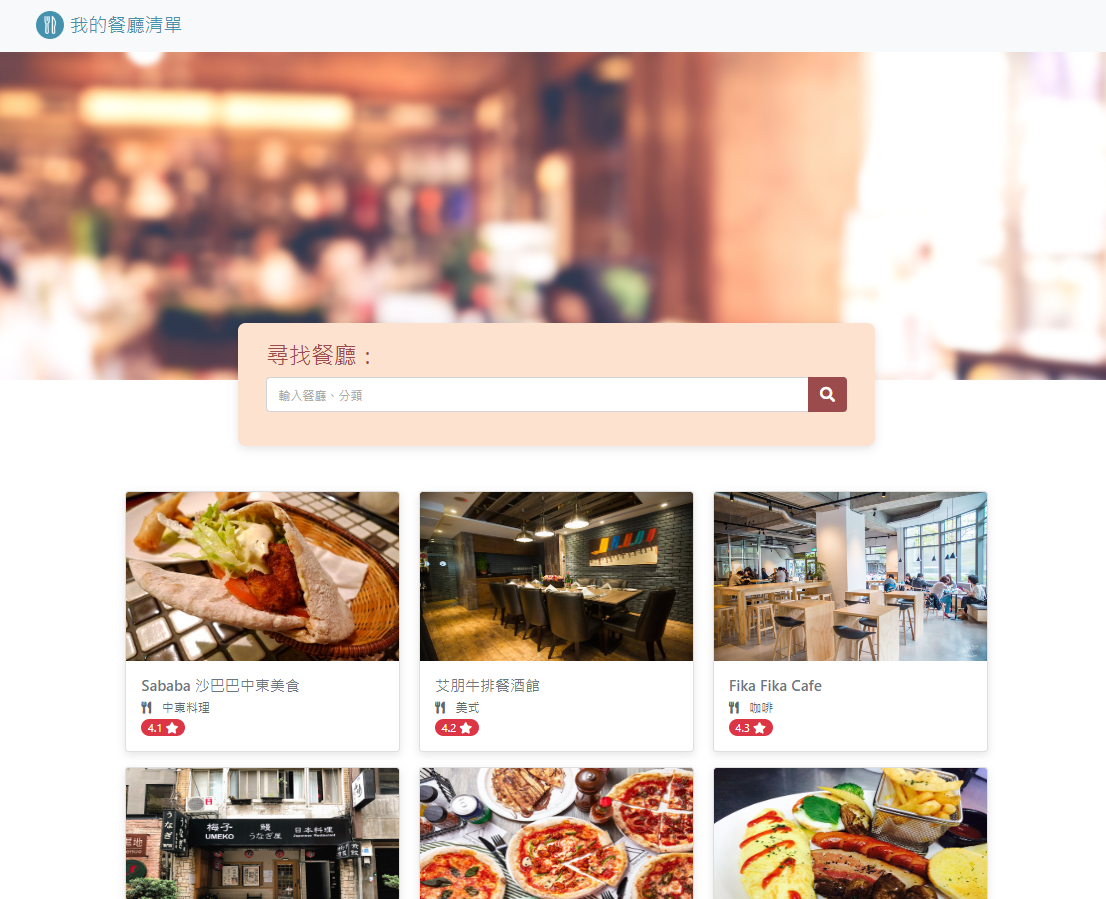 我的餐廳清單
尋找餐廳：
輸入餐廳、分類
Sababa 沙巴巴中東美食
中東料理
4.1
艾朋牛排餐酒館
美式
4.2
Fika Fika Cafe
咖啡
4.3
梅子 鰻 日本料理
UMEKO うなぎ屋 Japanese Restaurant
うなぎ